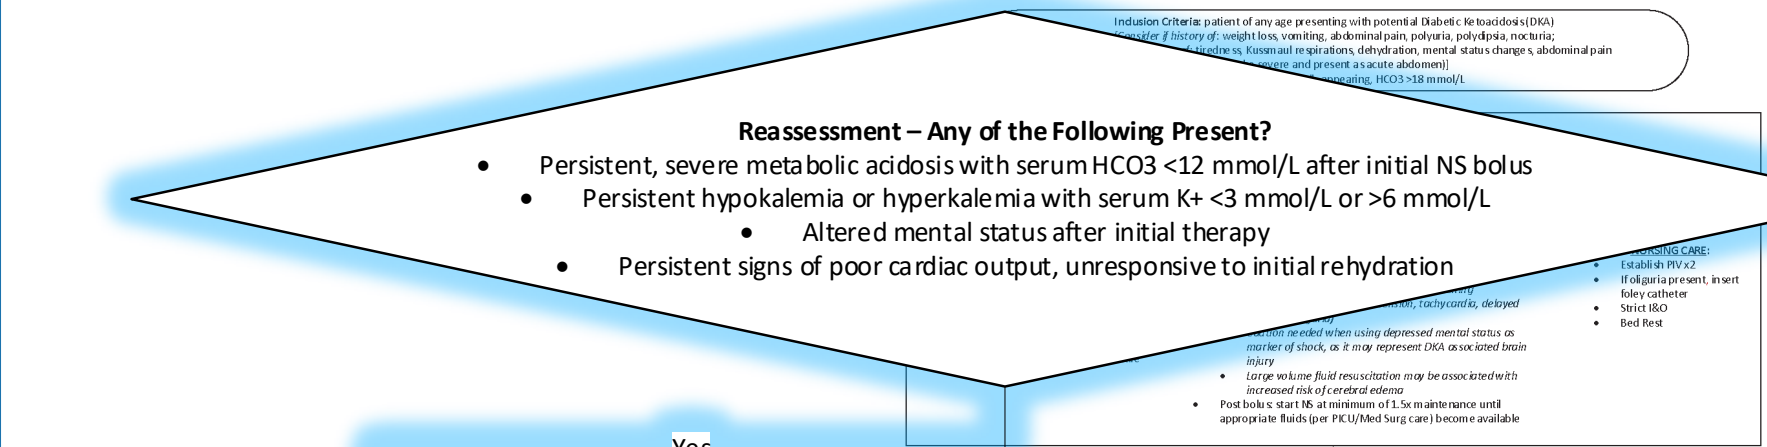 Inclusion Criteria: patient of any age presenting with potential Diabetic Ketoacidosis (DKA)
[Consider if history of: weight loss, vomiting, abdominal pain, polyuria, polydipsia, nocturia;
of: tiredness, Kussmaul respirations, dehydration, mental status changes, abdominal pain
severe and present as acute abdomen)]
appearing, HCO3 >18 mmol/L
Reassessment – Any of the Following Present?
• Persistent, severe metabolic acidosis with serum HCO3 <12 mmol/L after initial NS bolus
• Persistent hypokalemia or hyperkalemia with serum K+ <3 mmol/L or >6 mmol/L
• Altered mental status after initial therapy
• Persistent signs of poor cardiac output, unresponsive to initial rehydration
NURSING CARE:
• Establish PIV x2
• If oliguria present, insert
foley catheter
• Strict I&O
• Bed Rest
tachycardia, delayed
needed when using depressed mental status as
marker of shock, as it may represent DKA associated brain
injury
• Large volume fluid resuscitation may be associated with
increased risk of cerebral edema
• Post bolus: start NS at minimum of 1.5x maintenance until
appropriate fluids (per PICU/Med Surg care) become available
Yes